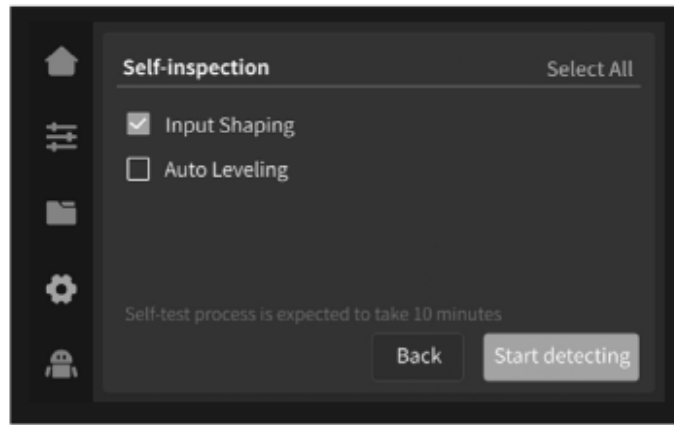 Self-inspection Select All
Input Shaping
Auto Leveling
Self-test process is expected to take 10 minutes
Back Start detecting